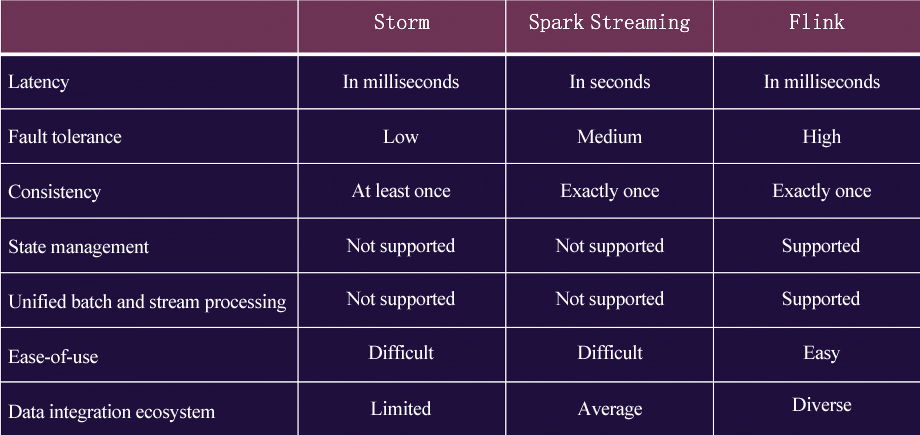 Storm Spark Streaming Flink
Latency In milliseconds In seconds In milliseconds
Fault tolerance Low Medium High
Consistency At least once Exactly once Exactly once
State management Not supported Not supported Supported
Unified batch and stream processing Not supported Not supported Supported
Ease-of-use Difficult Difficult Easy
Data integration ecosystem Limited Average Diverse